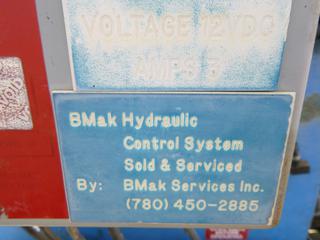 VOLTAGE 12VDC
AMPS 3
BMak Hydraulic
Control System
Sold & Serviced
By: BMak Services Inc.
(780) 450-2885